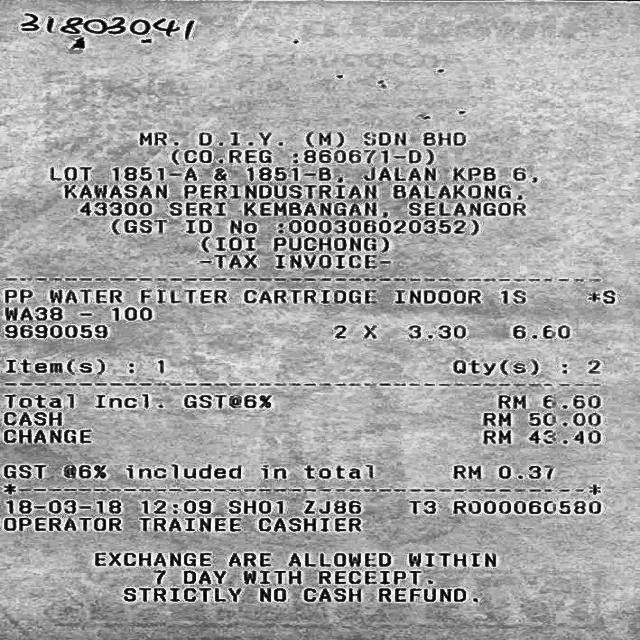 31803041
MR. D.I.Y. (M) SDN BHD
(CO.REG :860671-D)
LOT 1851-A & 1851-B, JALAN KPB 6,
KAWASAN PERINDUSTRIAN BALAKONG,
43300 SERI KEMBANGAN, SELANGOR
(GST ID No :000306020352)
(IOI PUCHONG)
-TAX INVOICE-
PP WATER FILTER CARTRIDGE INDOOR 1S *S
WA38 - 100
9690059 2 X 3.30 6.60
Item(s) : 1 Qty(s) : 2
Total Incl. GST@6% RM 6.60
CASH RM 50.00
CHANGE RM 43.40
GST @6% included in total RM 0.37
18-03-18 12:09 SH01 ZJ86 T3 R000060580
OPERATOR TRAINEE CASHIER
EXCHANGE ARE ALLOWED WITHIN
7 DAY WITH RECEIPT.
STRICTLY NO CASH REFUND.